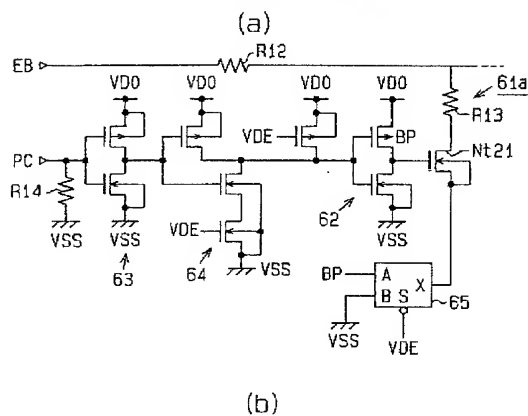 (a)
EB
R12
VDO VDO VDO VDO
61a
R13
VDE
BP
PC
Nt21
R14
VDE
62
VSS VSS VSS
63
64
BP
A
X
B S
65
VSS
VDE
(b)